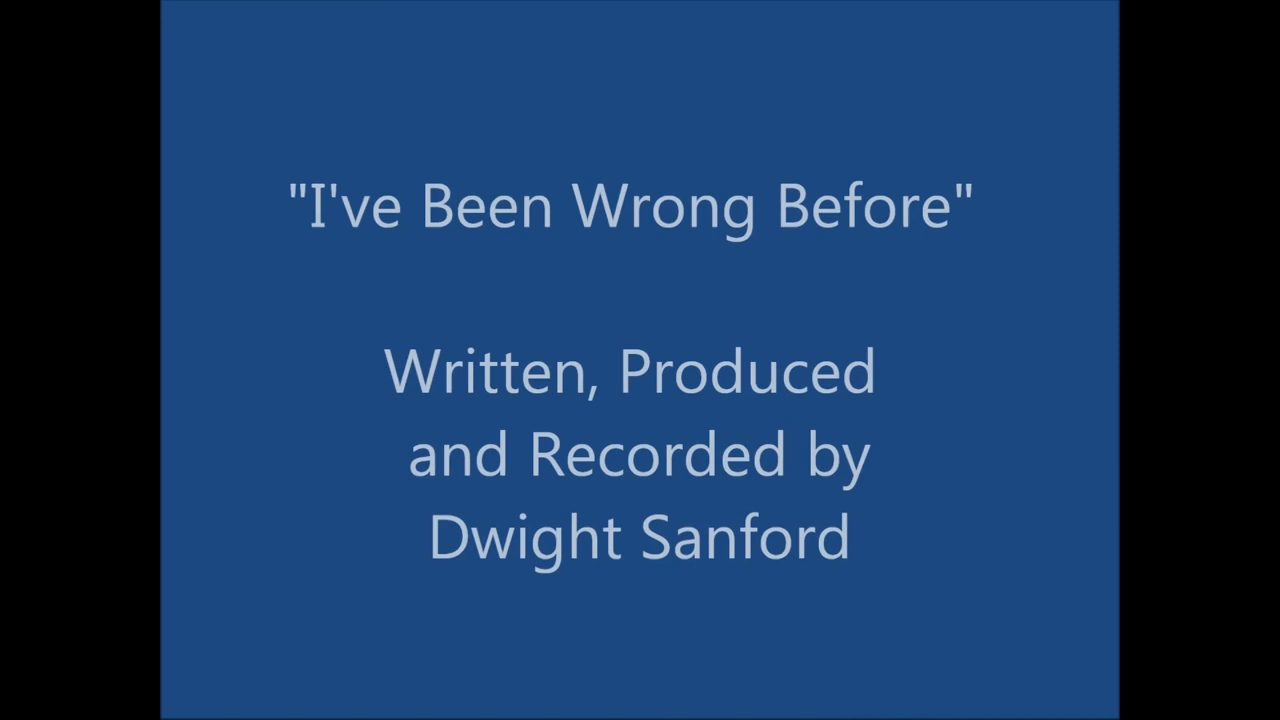 "I've Been Wrong Before"
Written, Produced
and Recorded by
Dwight Sanford